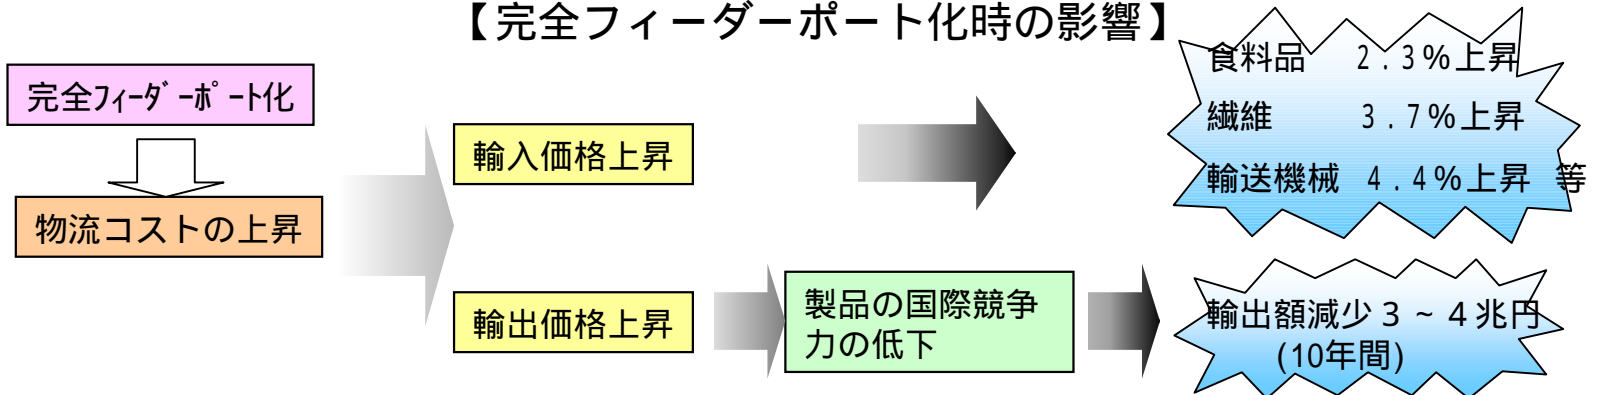 【完全フィーダーポート化時の影響】
完全ﾌｨｰﾀﾞｰﾎﾟｰﾄ化
物流コストの上昇
輸入価格上昇
食料品 2.3%上昇
繊維 3.7%上昇
輸送機械 4.4%上昇 等
輸出価格上昇
製品の国際競争
力の低下
輸出額減少3~4兆円
(10年間)